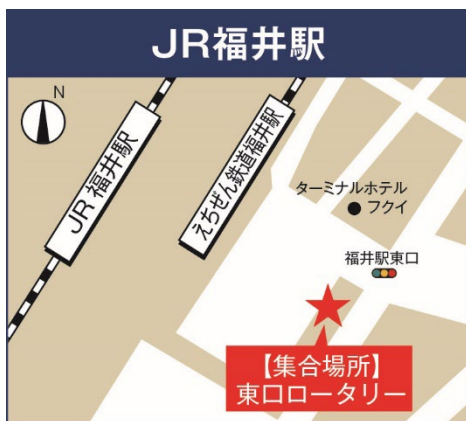 JR福井駅
N
JR 福井駅
えちぜん鉄道福井駅
ターミナルホテル
フクイ
福井駅東口
【集合場所】
東口ロータリー